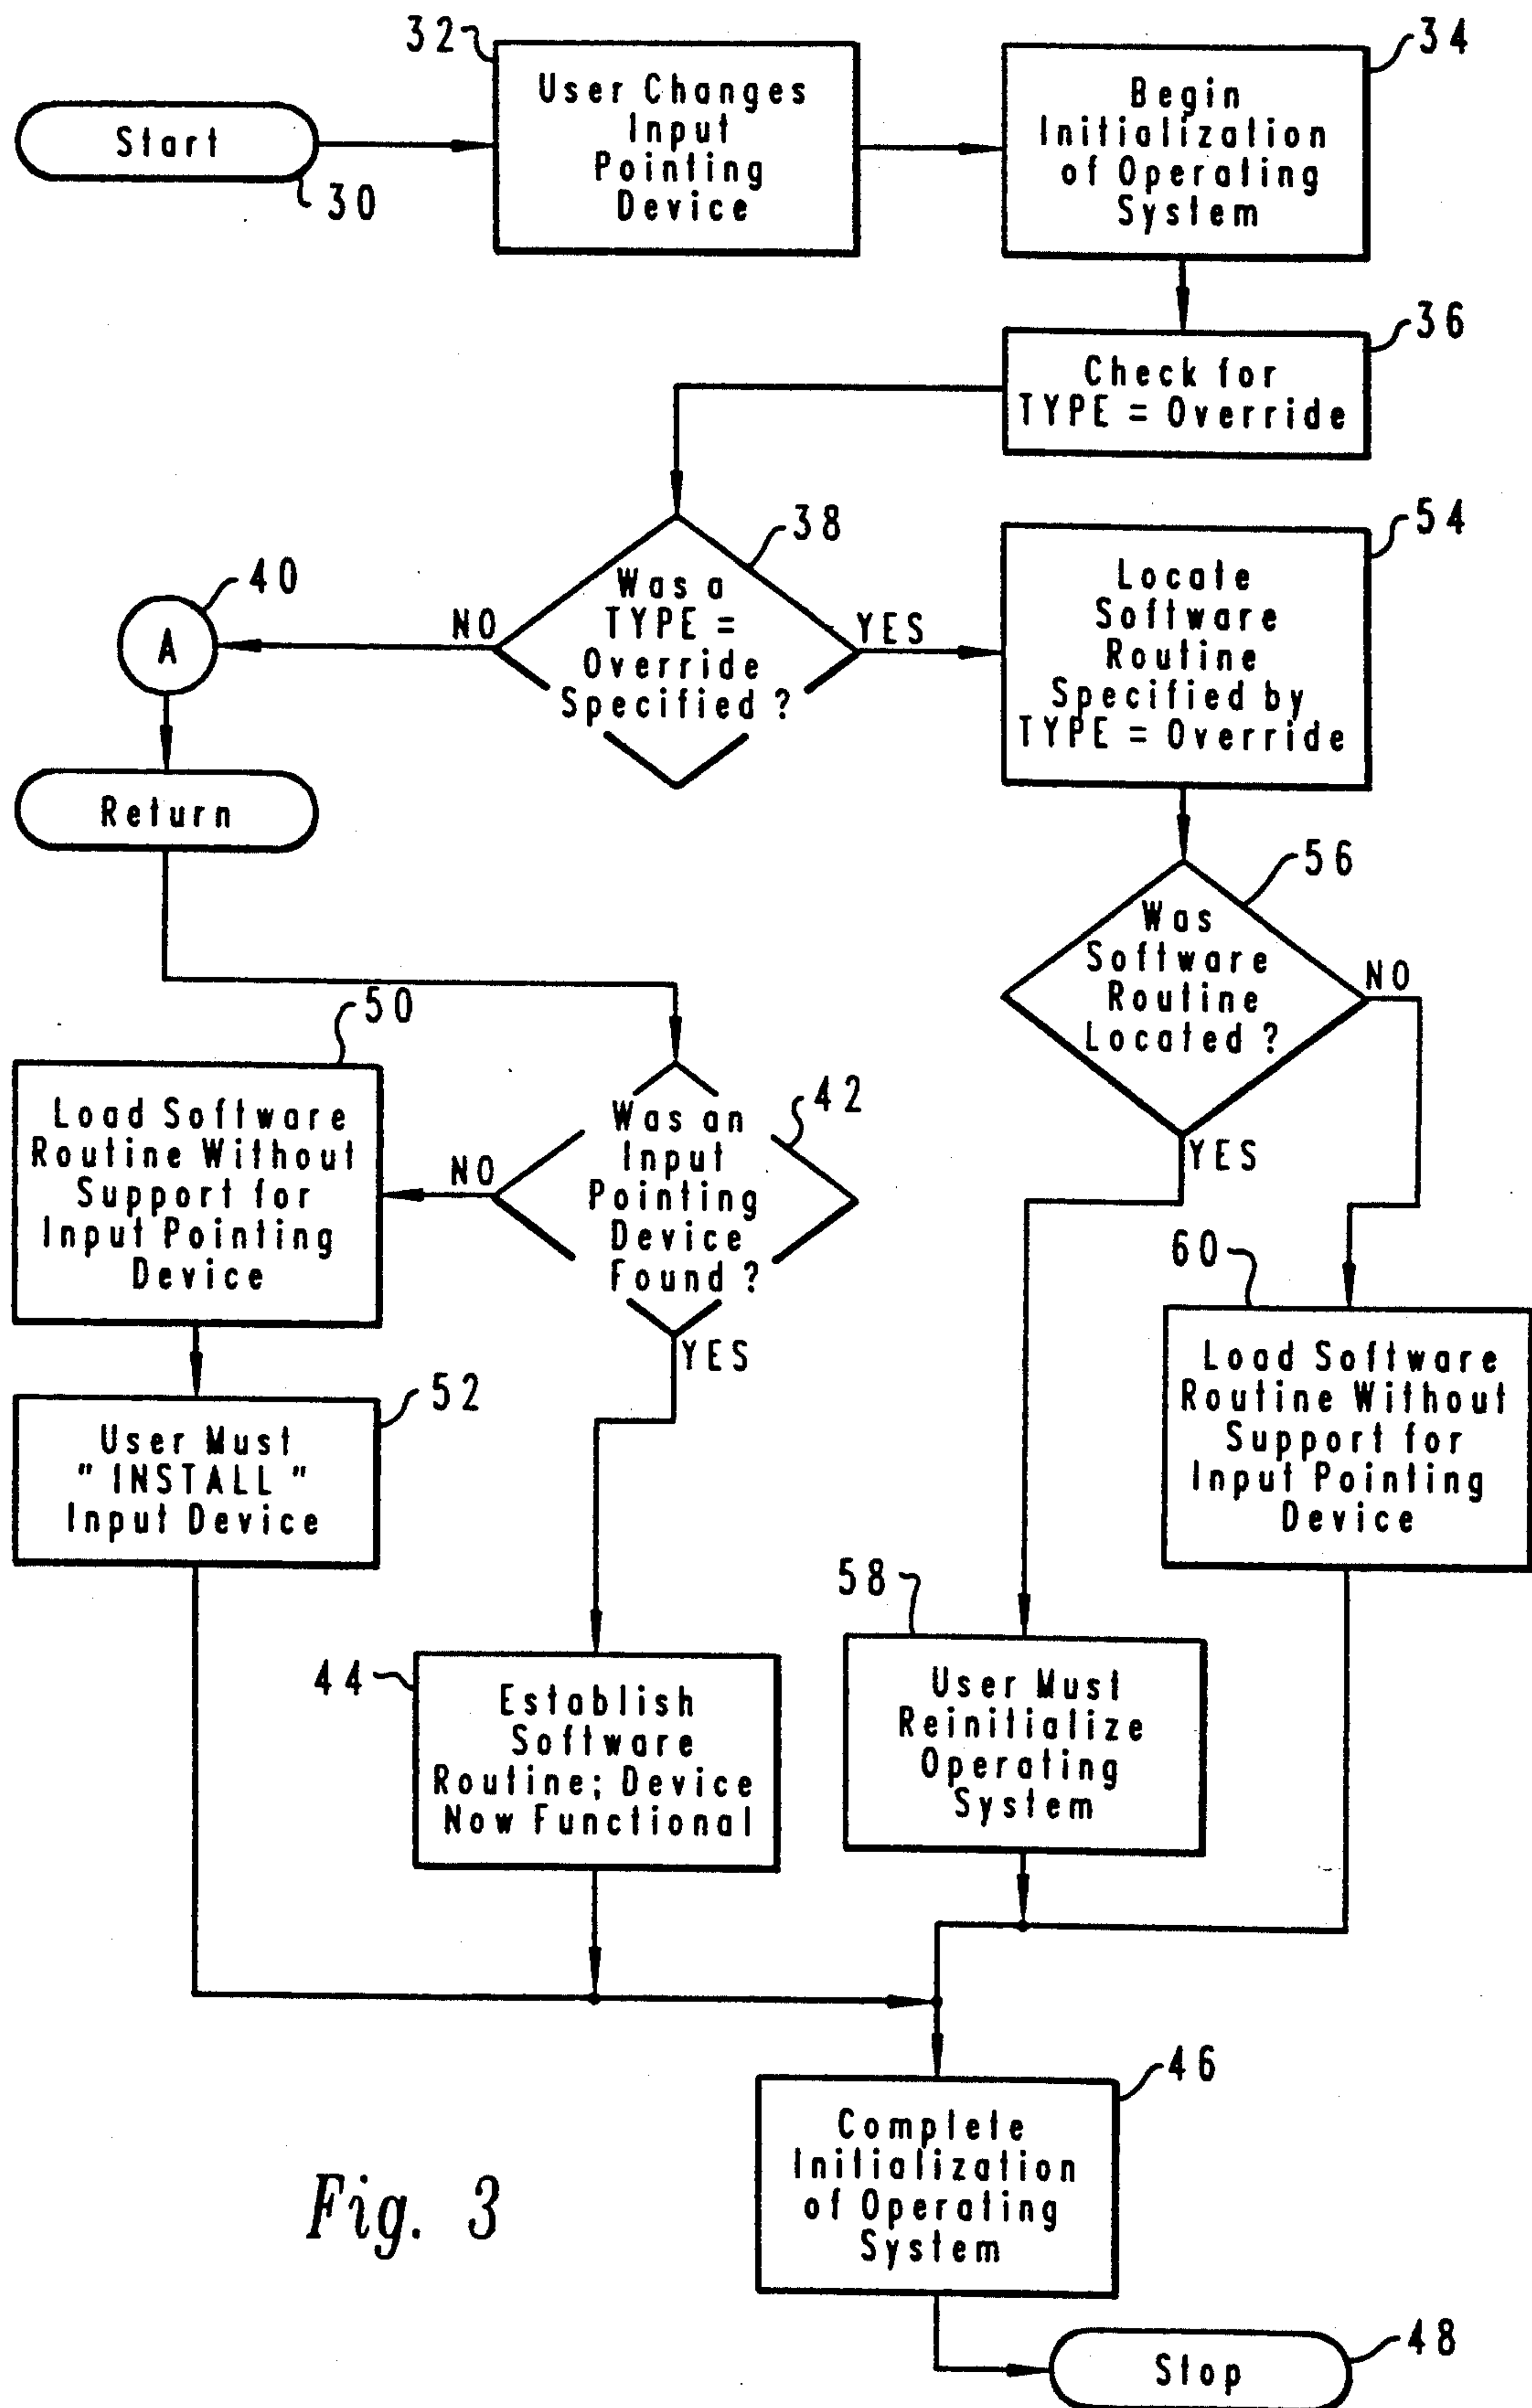 32
User Changes
Input
Pointing
Device
34
Begin
Initialization
of Operating
System
Start
30
36
Check for
TYPE = Override
38
Was a
TYPE =
Override
Specified ?
NO
YES
40
A
Return
54
Locate
Software
Routine
Specified by
TYPE = Override
56
Was
Software
Routine
Located ?
NO
YES
50
Load Software
Routine Without
Support for
Input Pointing
Device
42
Was an
Input
Pointing
Device
Found ?
NO
YES
52
User Must
" INSTALL "
Input Device
60
Load Software
Routine Without
Support for
Input Pointing
Device
44
Establish
Software
Routine; Device
Now Functional
58
User Must
Reinitialize
Operating
System
46
Complete
Initialization
of Operating
System
Fig. 3
48
Stop